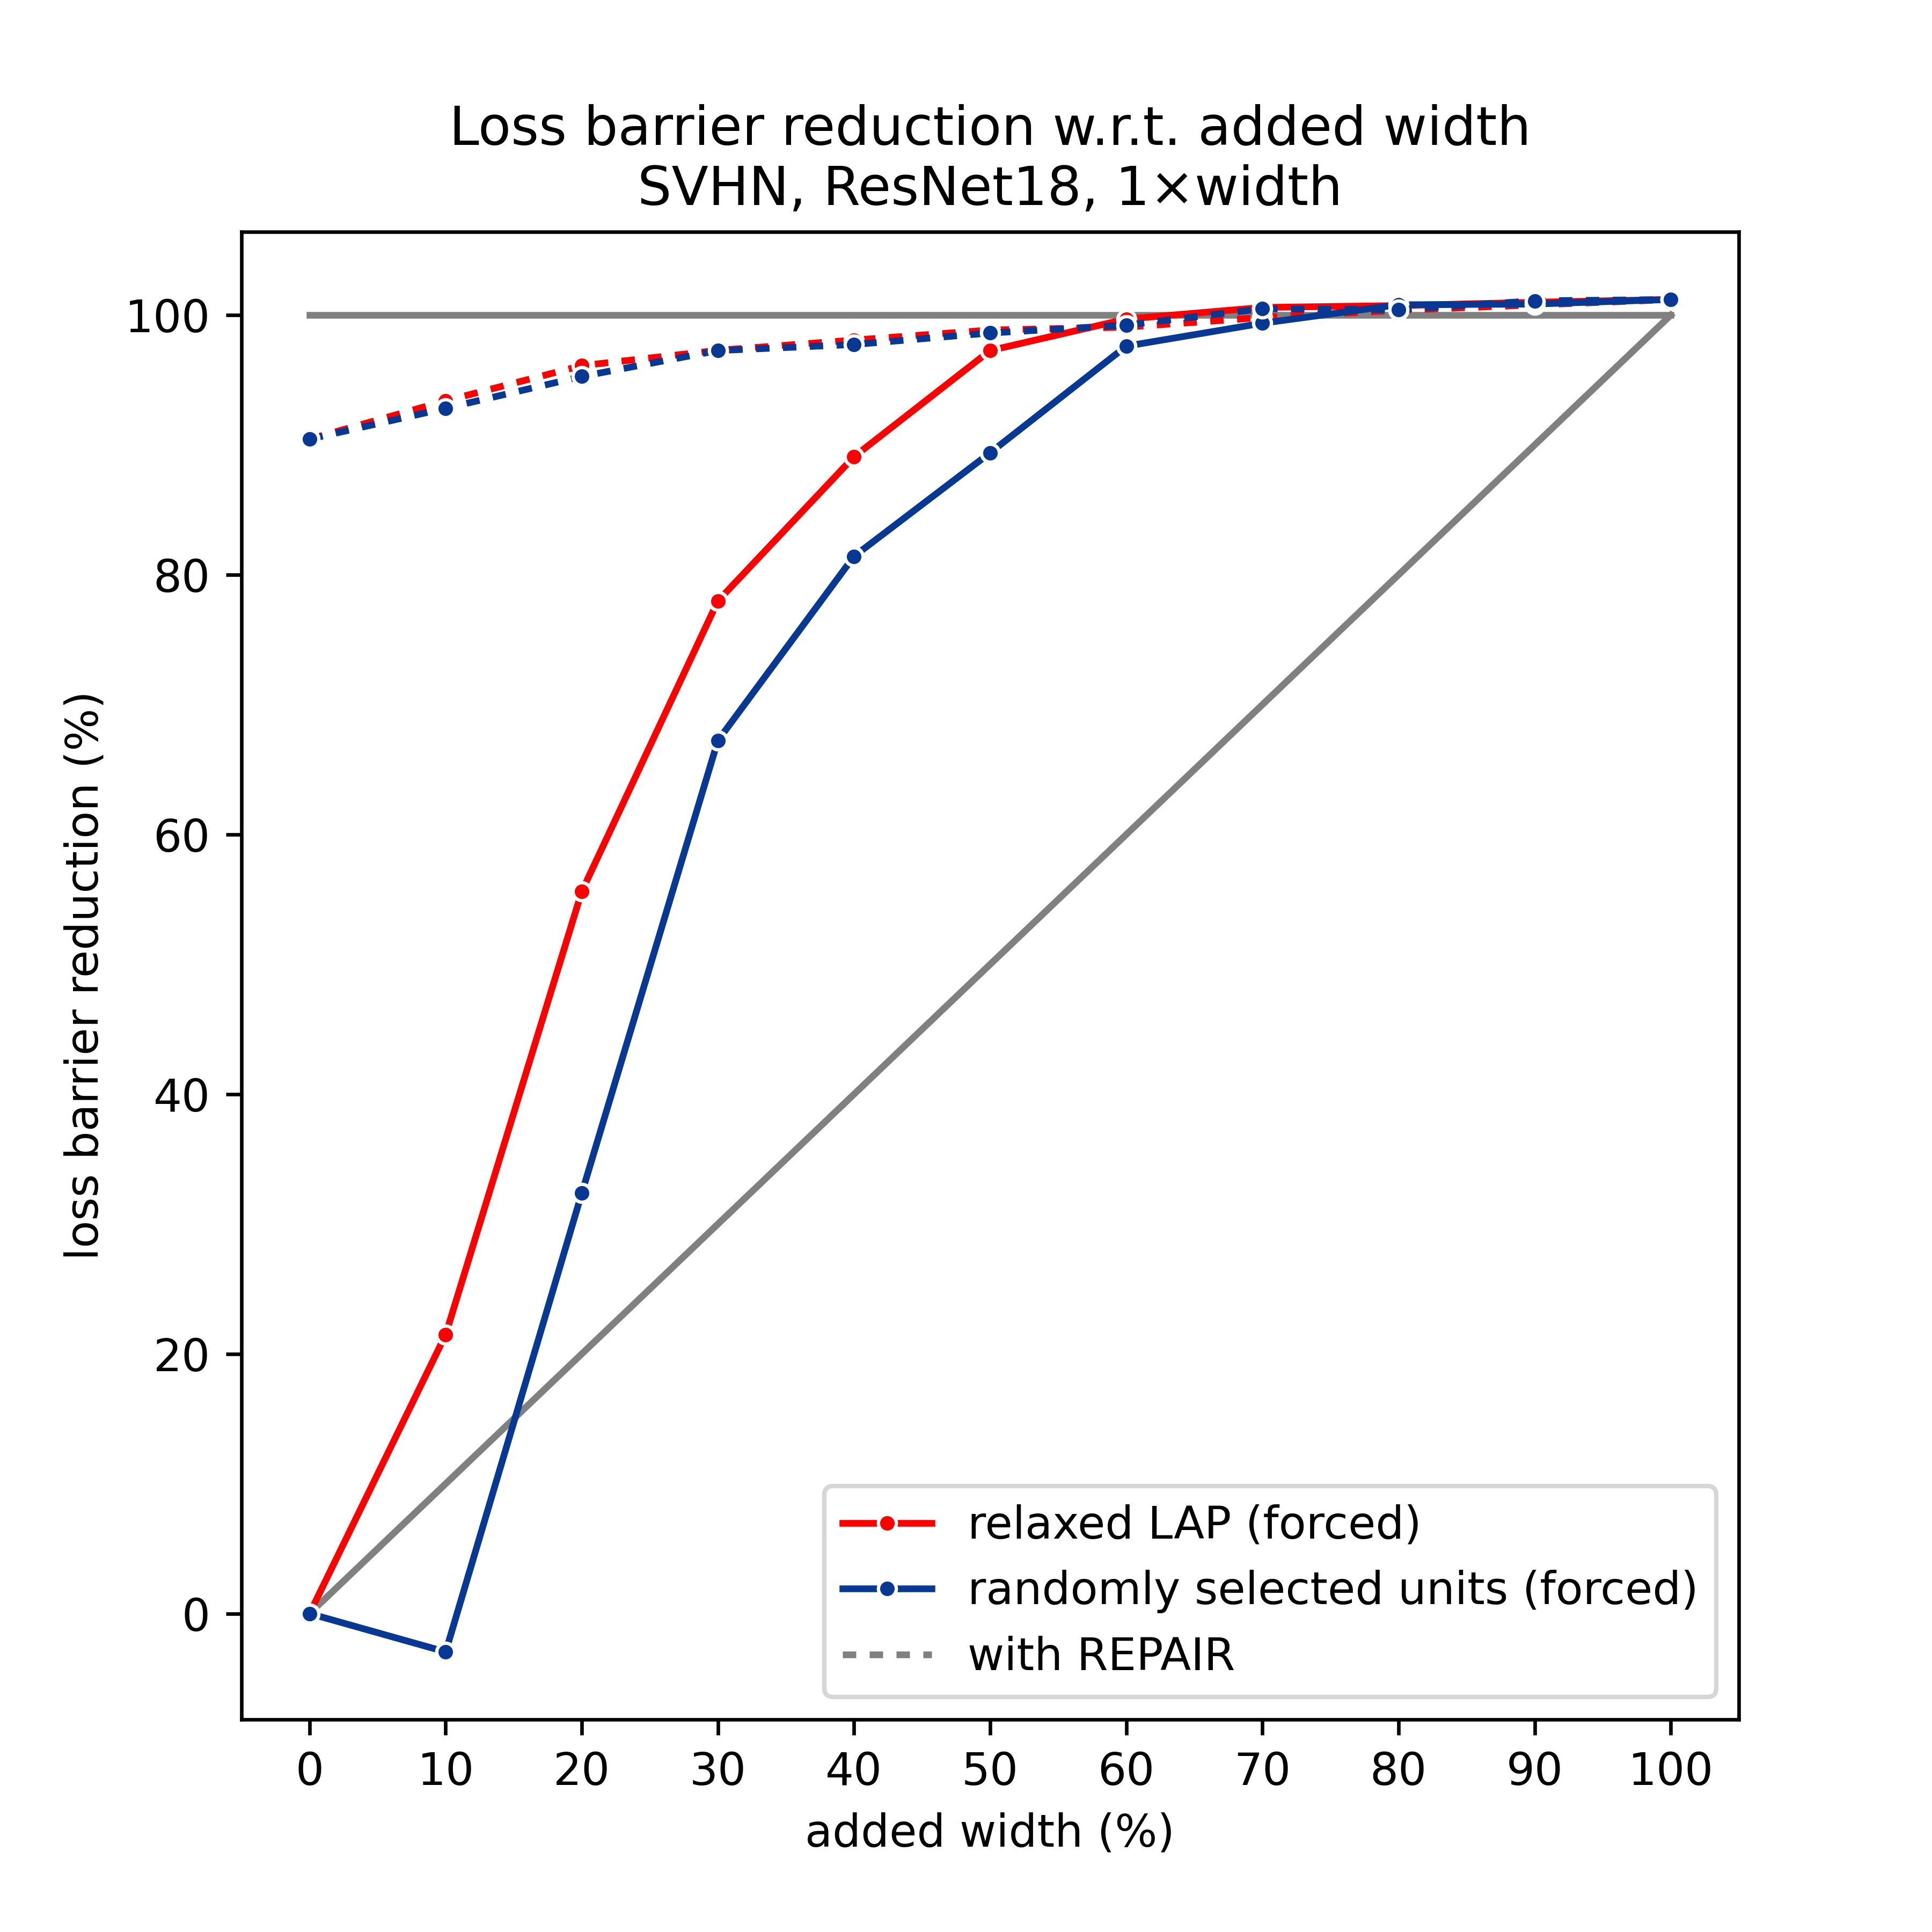 Loss barrier reduction w.r.t. added width
SVHN, ResNet18, 1×width
loss barrier reduction (%)
100
80
60
40
20
0
relaxed LAP (forced)
randomly selected units (forced)
with REPAIR
0 10 20 30 40 50 60 70 80 90 100
added width (%)